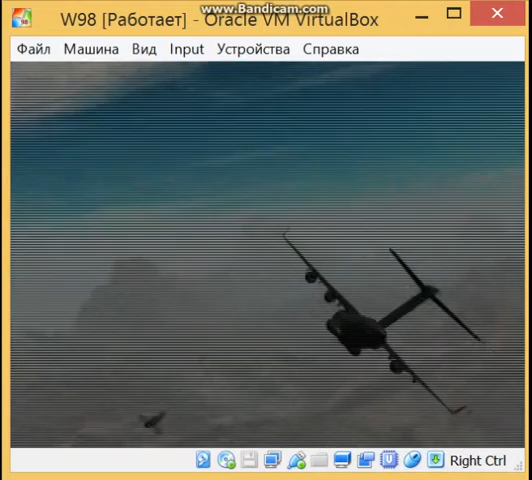 www.Bandicam.com
W98 [Работает] - Oracle VM VirtualBox
Файл Машина Вид Input Устройства Справка
Right Ctrl